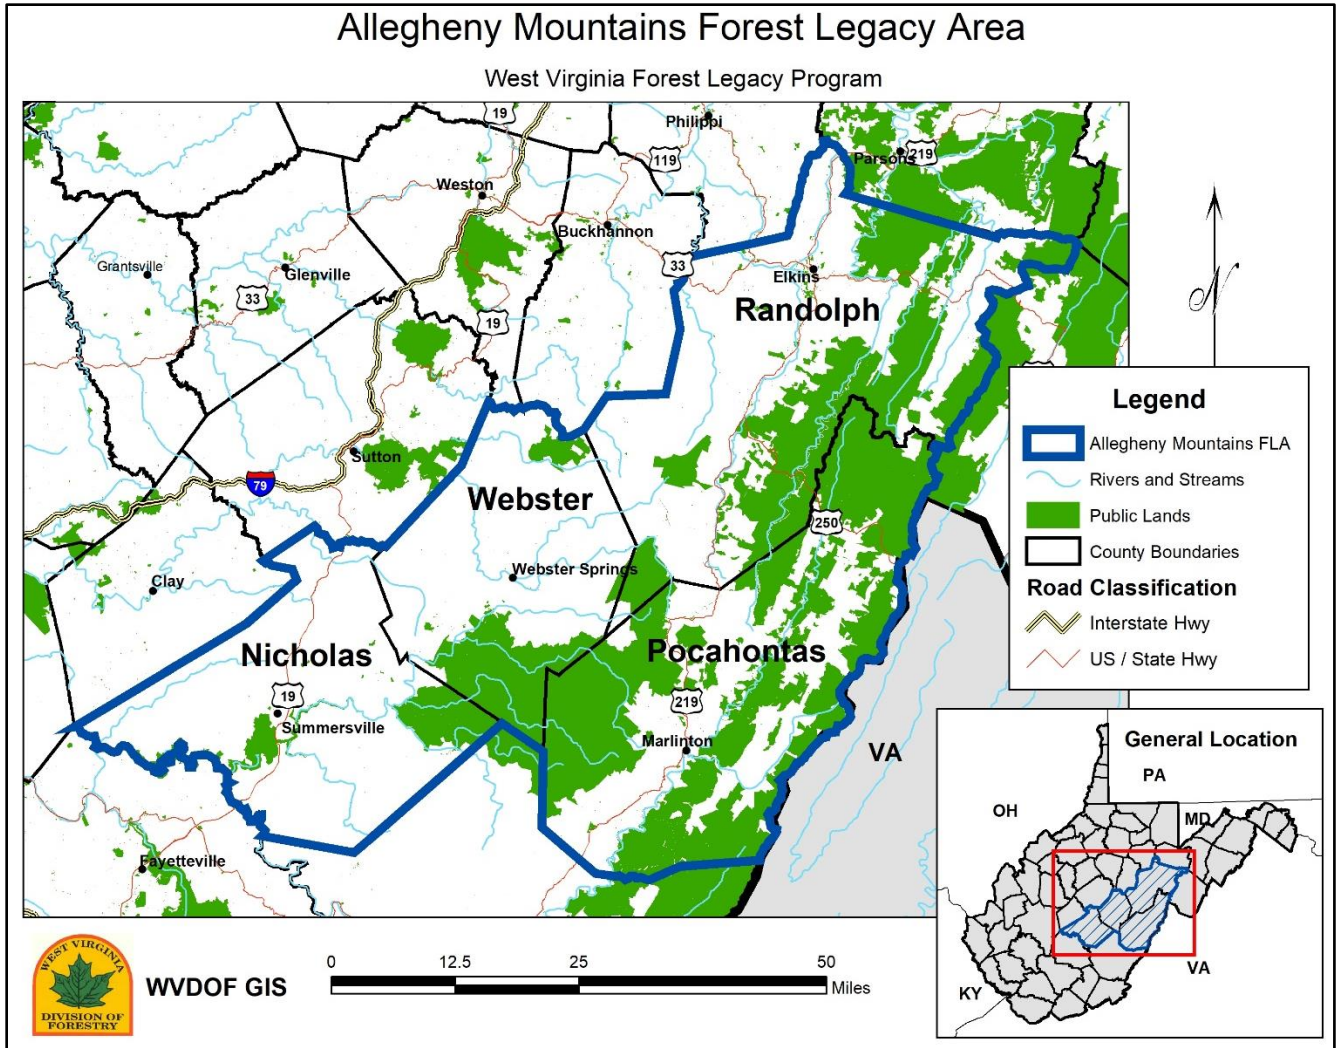 Allegheny Mountains Forest Legacy Area
West Virginia Forest Legacy Program
19
Philippi
119
Parsons
219
Weston
Buckhannon
Grantsville
Glenville
33
33
Elkins
Randolph
19
Sutton
79
Webster
250
Clay
Webster Springs
Nicholas
Pocahontas
19
Summersville
219
Marlinton
VA
Fayetteville
Legend
Allegheny Mountains FLA
Rivers and Streams
Public Lands
County Boundaries
Road Classification
Interstate Hwy
US / State Hwy
N
General Location
PA
OH
MD
VA
KY
WEST VIRGINIA
DIVISION OF
FORESTRY
WVDOF GIS
0 12.5 25 50
Miles